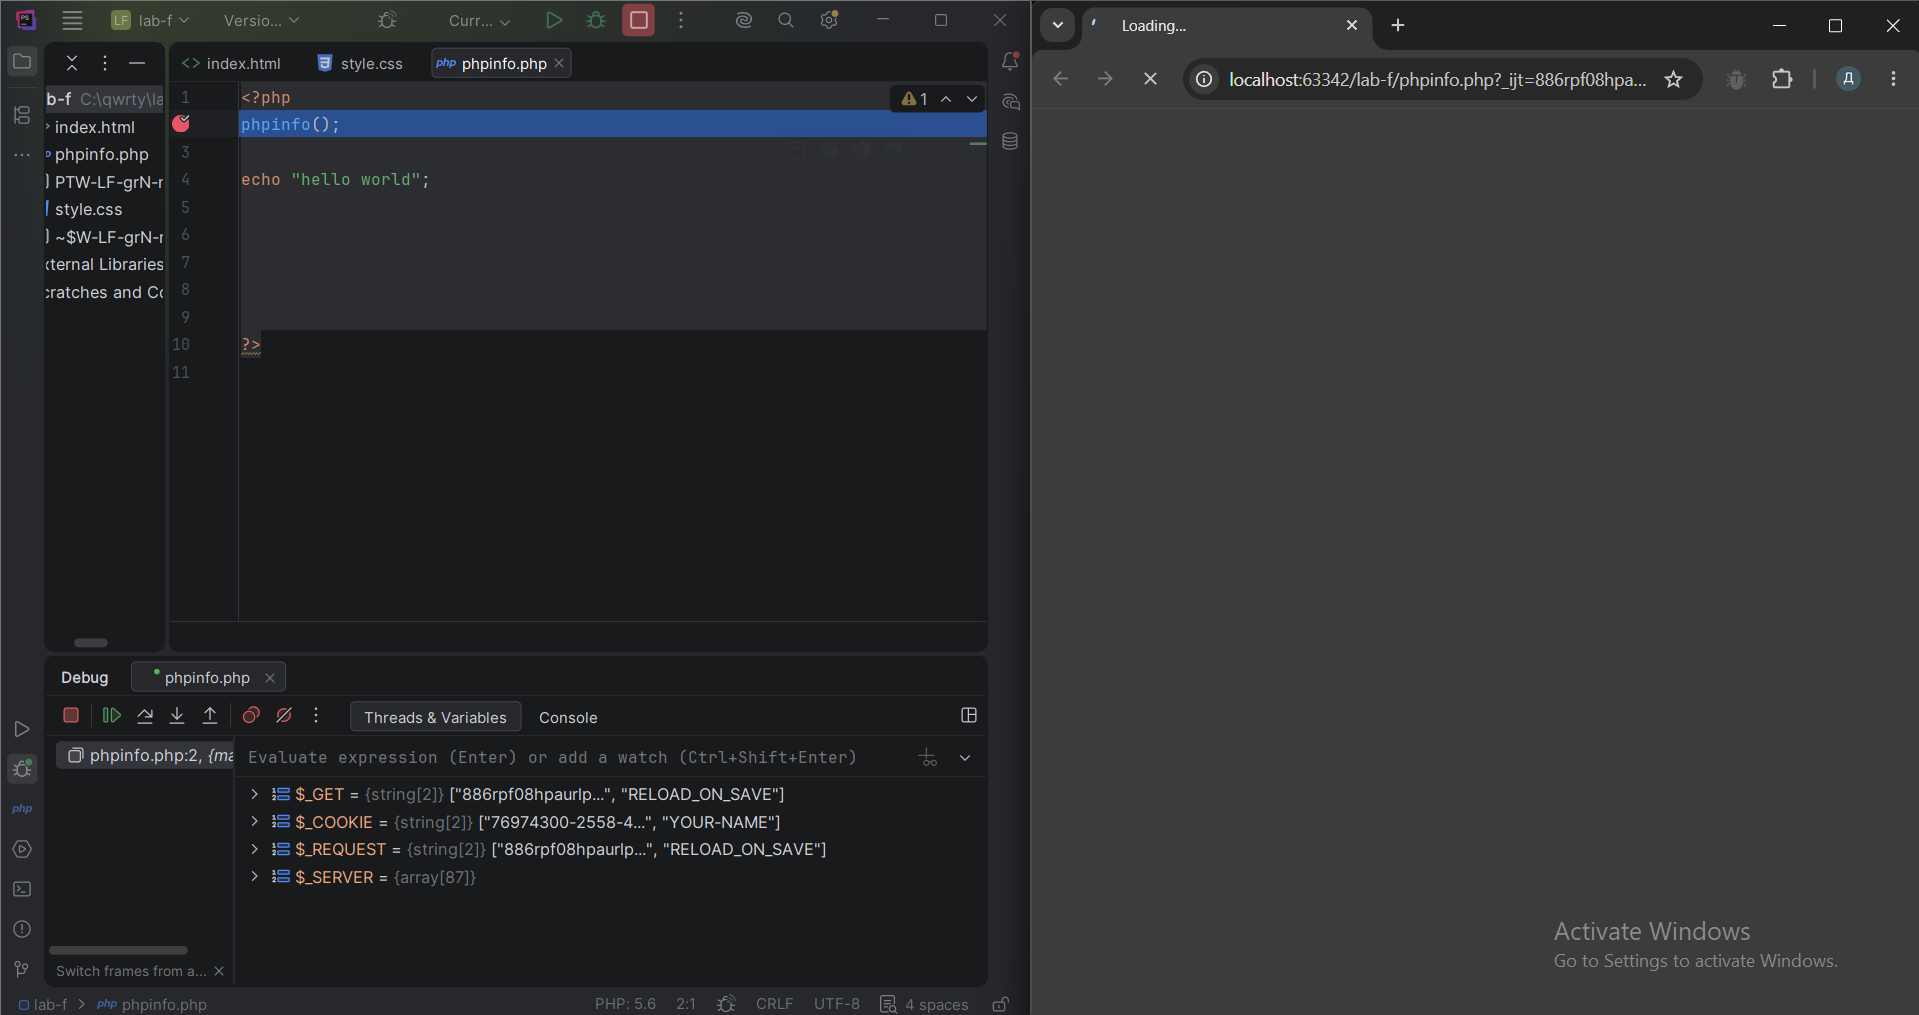 PS
LF lab-f Versio... Curr...
index.html style.css php phpinfo.php
b-f C:\qwrty\la
index.html
phpinfo.php
PTW-LF-grN-r
style.css
~$W-LF-grN-r
xternal Libraries
cratches and Co
1 <?php
phpinfo();
3
4 echo "hello world";
5
6
7
8
9
10 ?>
11
1
Debug phpinfo.php
Threads & Variables Console
phpinfo.php:2, {ma
Evaluate expression (Enter) or add a watch (Ctrl+Shift+Enter)
$_GET = {string[2]} ["886rpf08hpaurlp...", "RELOAD_ON_SAVE"]
$_COOKIE = {string[2]} ["76974300-2558-4...", "YOUR-NAME"]
$_REQUEST = {string[2]} ["886rpf08hpaurlp...", "RELOAD_ON_SAVE"]
$_SERVER = {array[87]}
php
Switch frames from a...
lab-f > php phpinfo.php PHP: 5.6 2:1 CRLF UTF-8 4 spaces
Loading...
localhost:63342/lab-f/phpinfo.php?_ijt=886rpf08hpa...
Д
Activate Windows
Go to Settings to activate Windows.